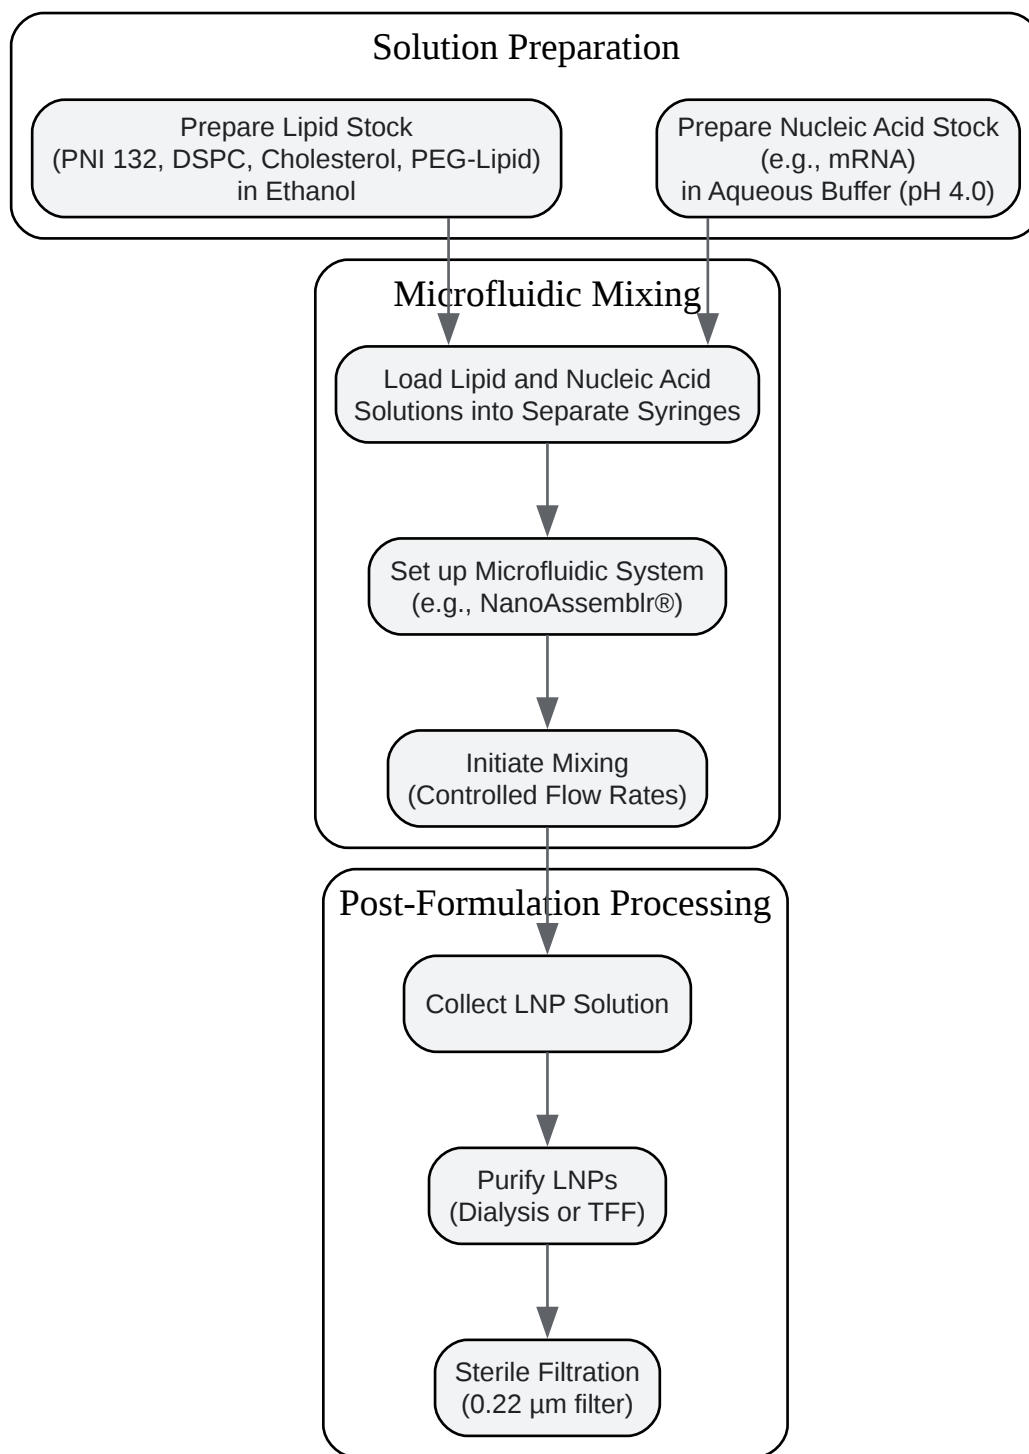 Solution Preparation
Prepare Lipid Stock
(PNI 132, DSPC, Cholesterol, PEG-Lipid)
in Ethanol
Prepare Nucleic Acid Stock
(e.g., mRNA)
in Aqueous Buffer (pH 4.0)
Microfluidic Mixing
Load Lipid and Nucleic Acid
Solutions into Separate Syringes
Set up Microfluidic System
(e.g., NanoAssemblr®)
Initiate Mixing
(Controlled Flow Rates)
Post-Formulation Processing
Collect LNP Solution
Purify LNPs
(Dialysis or TFF)
Sterile Filtration
(0.22 µm filter)